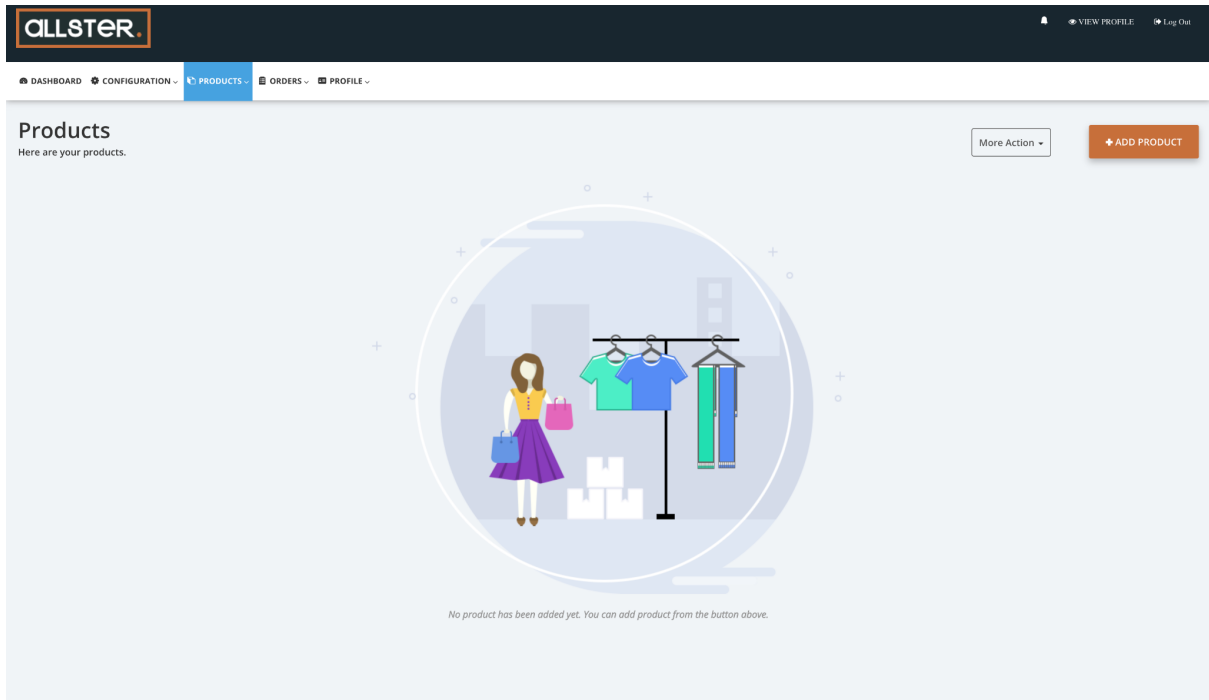 ALLSTER.
VIEW PROFILE Log Out
DASHBOARD CONFIGURATION PRODUCTS ORDERS PROFILE
Products
Here are your products.
More Action
+ ADD PRODUCT
No product has been added yet. You can add product from the button above.